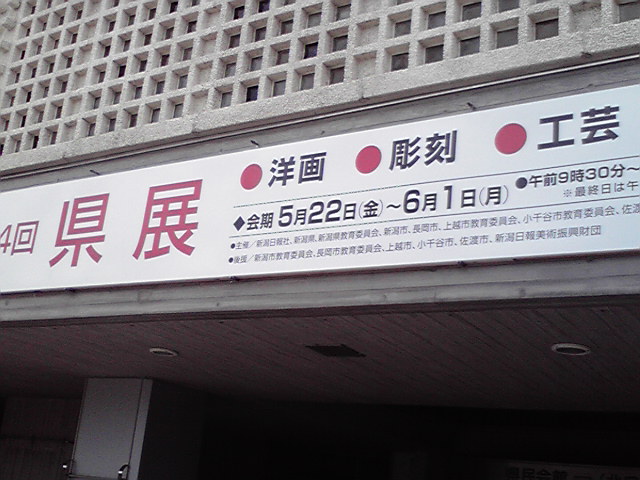 4回 県展
●洋画 ●彫刻 ●工芸
◆会期 5月22日(金)～6月1日(月) ●午前9時30分～
※最終日は午
●主催／新潟日報社、新潟県、新潟県教育委員会、新潟市、長岡市、上越市教育委員会、小千谷市教育委員会、佐渡
●後援／新潟市教育委員会、長岡市教育委員会、上越市、小千谷市、佐渡市、新潟日報美術振興財団